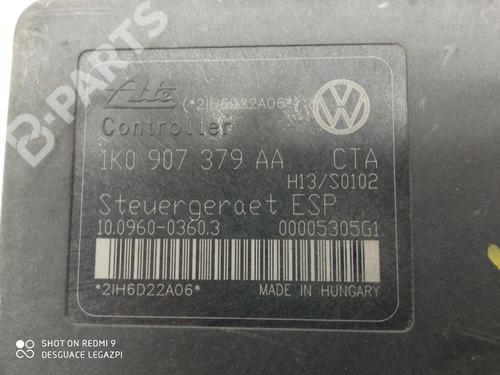 B-PARTS
Ate (*2IH6D22A06*)
Controller
1K0 907 379 AA CTA
H13/S0102
Steuergeraet ESP
10.0960-0360.3 00005305G1
*2IH6D22A06* MADE IN HUNGARY
SHOT ON REDMI 9
DESGUACE LEGAZPI